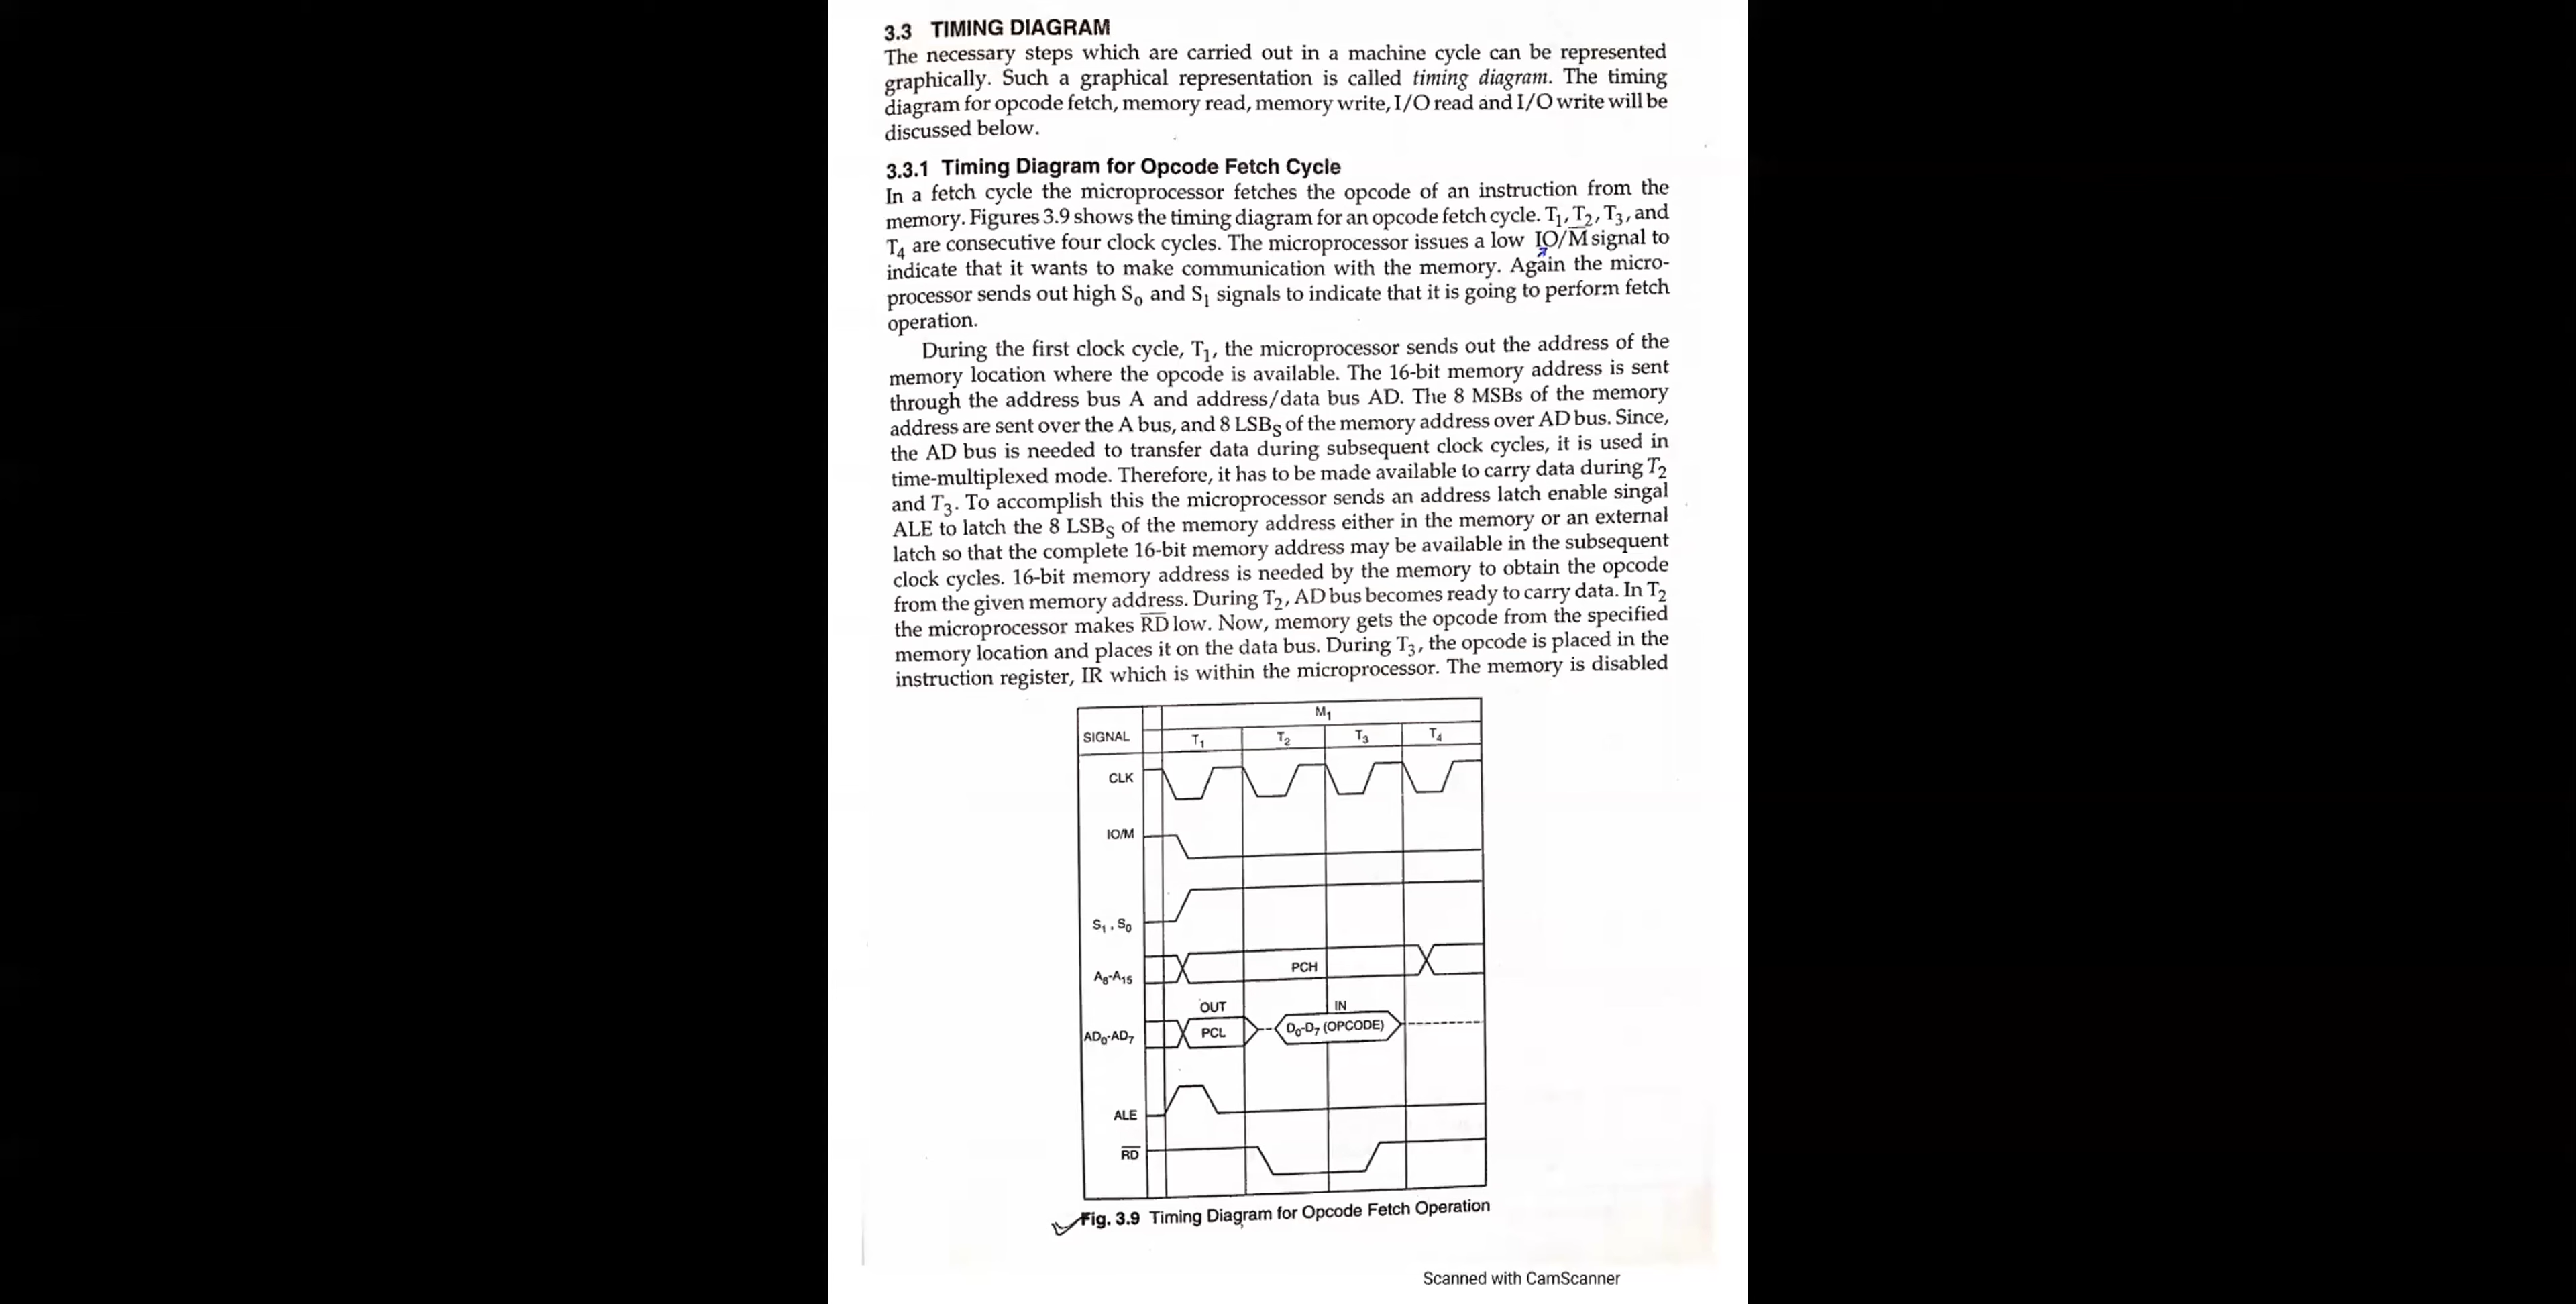 3.3 TIMING DIAGRAM
The necessary steps which are carried out in a machine cycle can be represented
graphically. Such a graphical representation is called timing diagram. The timing
diagram for opcode fetch, memory read, memory write, I/O read and I/O write will be
discussed below.
3.3.1 Timing Diagram for Opcode Fetch Cycle
In a fetch cycle the microprocessor fetches the opcode of an instruction from the
memory. Figures 3.9 shows the timing diagram for an opcode fetch cycle. T₁, T₂, T₃, and
T₄ are consecutive four clock cycles. The microprocessor issues a low IO/M̅ signal to
indicate that it wants to make communication with the memory. Again the micro-
processor sends out high S₀ and S₁ signals to indicate that it is going to perform fetch
operation.
During the first clock cycle, T₁, the microprocessor sends out the address of the
memory location where the opcode is available. The 16-bit memory address is sent
through the address bus A and address/data bus AD. The 8 MSBs of the memory
address are sent over the A bus, and 8 LSBS of the memory address over AD bus. Since,
the AD bus is needed to transfer data during subsequent clock cycles, it is used in
time-multiplexed mode. Therefore, it has to be made available to carry data during T₂
and T₃. To accomplish this the microprocessor sends an address latch enable singal
ALE to latch the 8 LSBS of the memory address either in the memory or an external
latch so that the complete 16-bit memory address may be available in the subsequent
clock cycles. 16-bit memory address is needed by the memory to obtain the opcode
from the given memory address. During T₂, AD bus becomes ready to carry data. In T₂
the microprocessor makes R̅D̅ low. Now, memory gets the opcode from the specified
memory location and places it on the data bus. During T₃, the opcode is placed in the
instruction register, IR which is within the microprocessor. The memory is disabled
M₁
SIGNAL T₁ T₂ T₃ T₄
CLK
IO/M
S₁, S₀
A₈-A₁₅ PCH
OUT IN
AD₀-AD₇ PCL D₀-D₇ (OPCODE)
ALE
R̅D̅
Fig. 3.9 Timing Diagram for Opcode Fetch Operation
Scanned with CamScanner